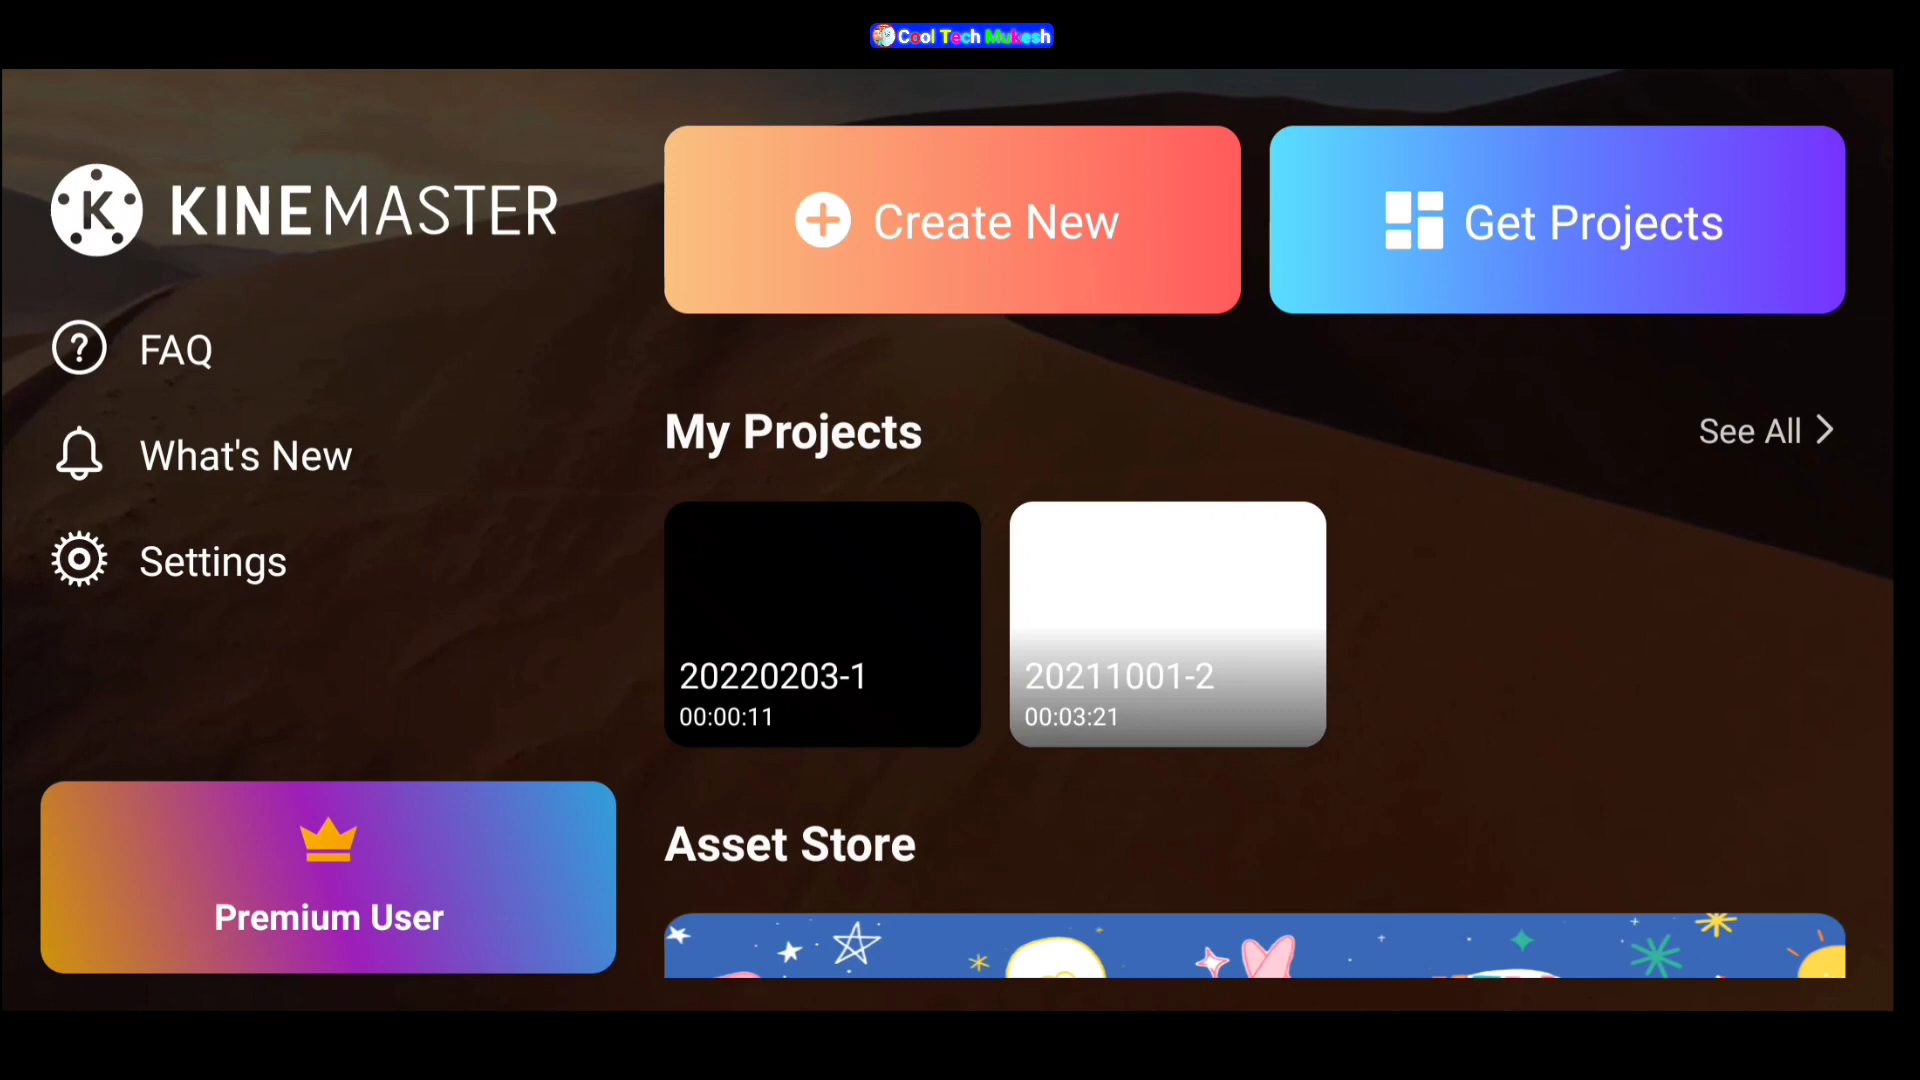 Cool Tech Mukesh
KINEMASTER
FAQ
What's New
Settings
Premium User
Create New
Get Projects
My Projects
See All
20220203-1
00:00:11
20211001-2
00:03:21
Asset Store